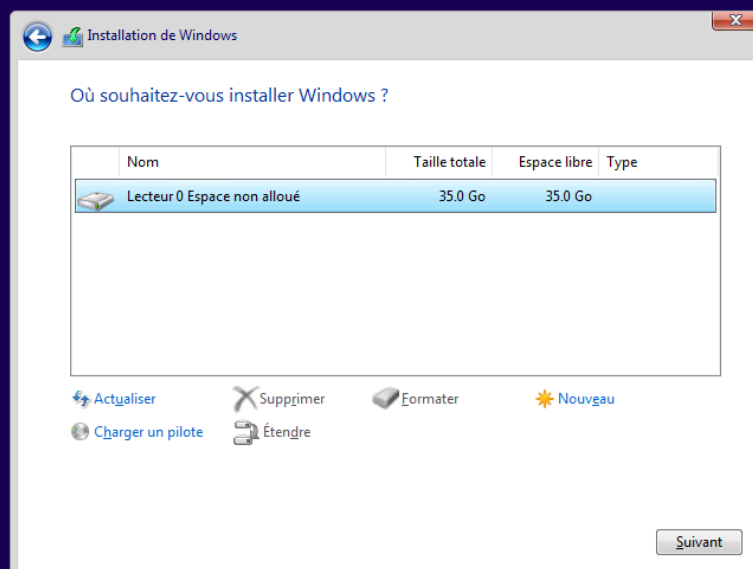 Installation de Windows
Où souhaitez-vous installer Windows ?
Nom Taille totale Espace libre Type
Lecteur 0 Espace non alloué 35.0 Go 35.0 Go
Actualiser Supprimer Formater Nouveau
Charger un pilote Étendre
Suivant